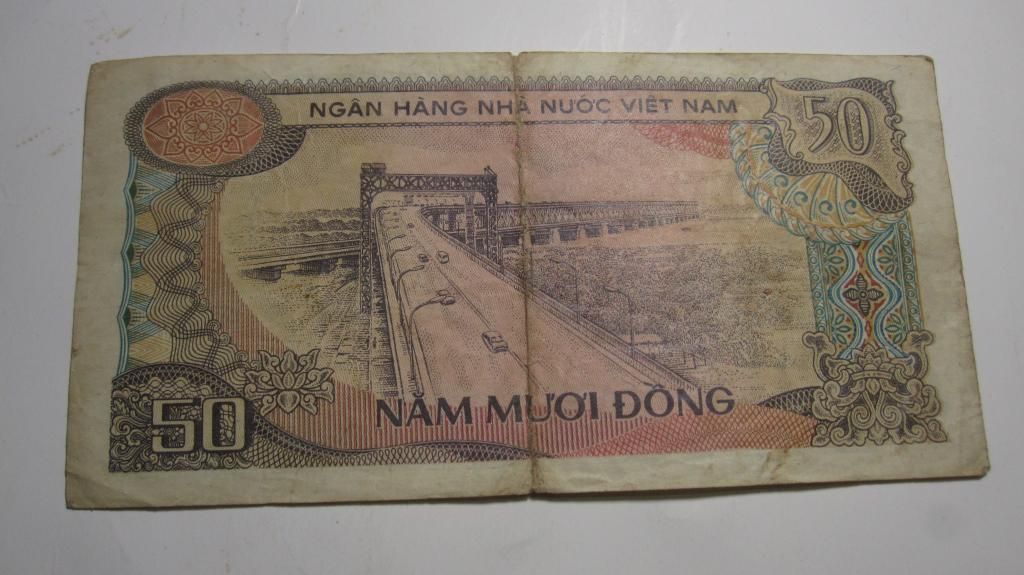 NGÂN HÀNG NHÀ NƯỚC VIỆT NAM
50
50
NĂM MƯƠI ĐỒNG